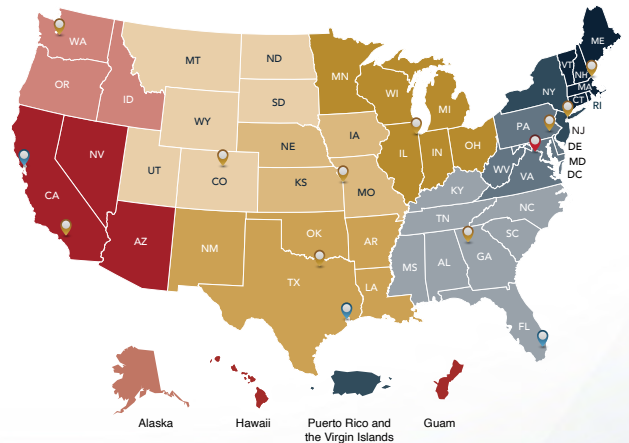 WA
MT
ND
ME
VT
NH
OR
ID
MN
WI
MI
NY
MA
CT
RI
SD
WY
PA
NJ
IA
NE
IL
IN
OH
DE
MD
DC
NV
UT
CO
KS
MO
WV
VA
KY
CA
NC
TN
AZ
NM
OK
AR
SC
MS
AL
GA
TX
LA
FL
Alaska
Hawaii
Puerto Rico and
the Virgin Islands
Guam